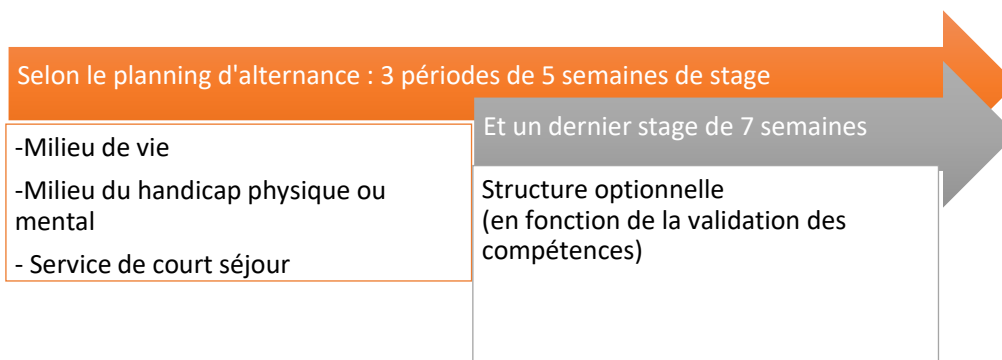 Selon le planning d'alternance : 3 périodes de 5 semaines de stage
-Milieu de vie
-Milieu du handicap physique ou
mental
- Service de court séjour
Et un dernier stage de 7 semaines
Structure optionnelle
(en fonction de la validation des
compétences)